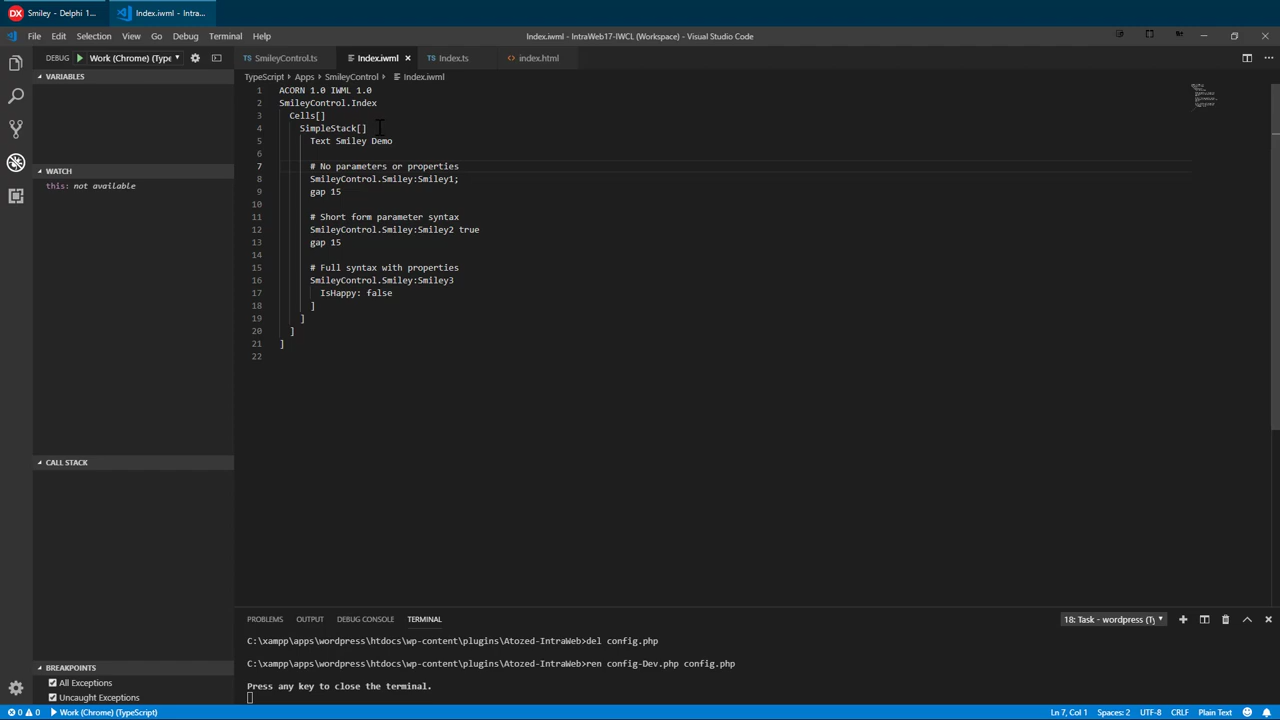 DX Smiley - Delphi 1... Index.iwml - Intra...
File Edit Selection View Go Debug Terminal Help
Index.iwml - IntraWeb17-IWCL (Workspace) - Visual Studio Code
DEBUG Work (Chrome) (Type
TS SmileyControl.ts Index.iwml × TS Index.ts <> index.html
VARIABLES
TypeScript Apps SmileyControl Index.iwml
1 ACORN 1.0 IWML 1.0
2 SmileyControl.Index
3 Cells[]
4 SimpleStack[]
5 Text Smiley Demo
6
7 # No parameters or properties
8 SmileyControl.Smiley:Smiley1;
9 gap 15
10
11 # Short form parameter syntax
12 SmileyControl.Smiley:Smiley2 true
13 gap 15
14
15 # Full syntax with properties
16 SmileyControl.Smiley:Smiley3
17 IsHappy: false
18 ]
19 ]
20 ]
21 ]
22
WATCH
this: not available
CALL STACK
BREAKPOINTS
All Exceptions
Uncaught Exceptions
PROBLEMS OUTPUT DEBUG CONSOLE TERMINAL
18: Task - wordpress (Ty
C:\xampp\apps\wordpress\htdocs\wp-content\plugins\Atozed-IntraWeb>del config.php
C:\xampp\apps\wordpress\htdocs\wp-content\plugins\Atozed-IntraWeb>ren config-Dev.php config.php
Press any key to close the terminal.
0 0 Work (Chrome) (TypeScript)
Ln 7, Col 1 Spaces: 2 UTF-8 CRLF Plain Text